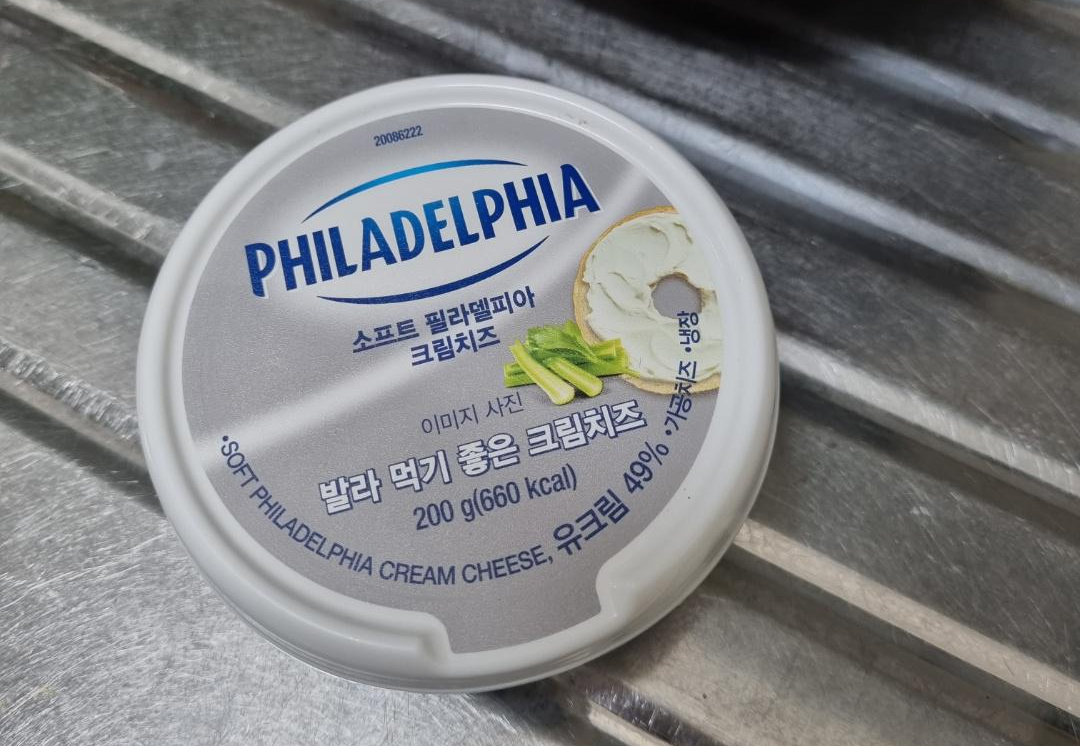 20086222
PHILADELPHIA
소프트 필라델피아
크림치즈
이미지 사진
발라 먹기 좋은 크림치즈
200 g(660 kcal)
•SOFT PHILADELPHIA CREAM CHEESE, 유크림 49% •가공치즈 •냉장